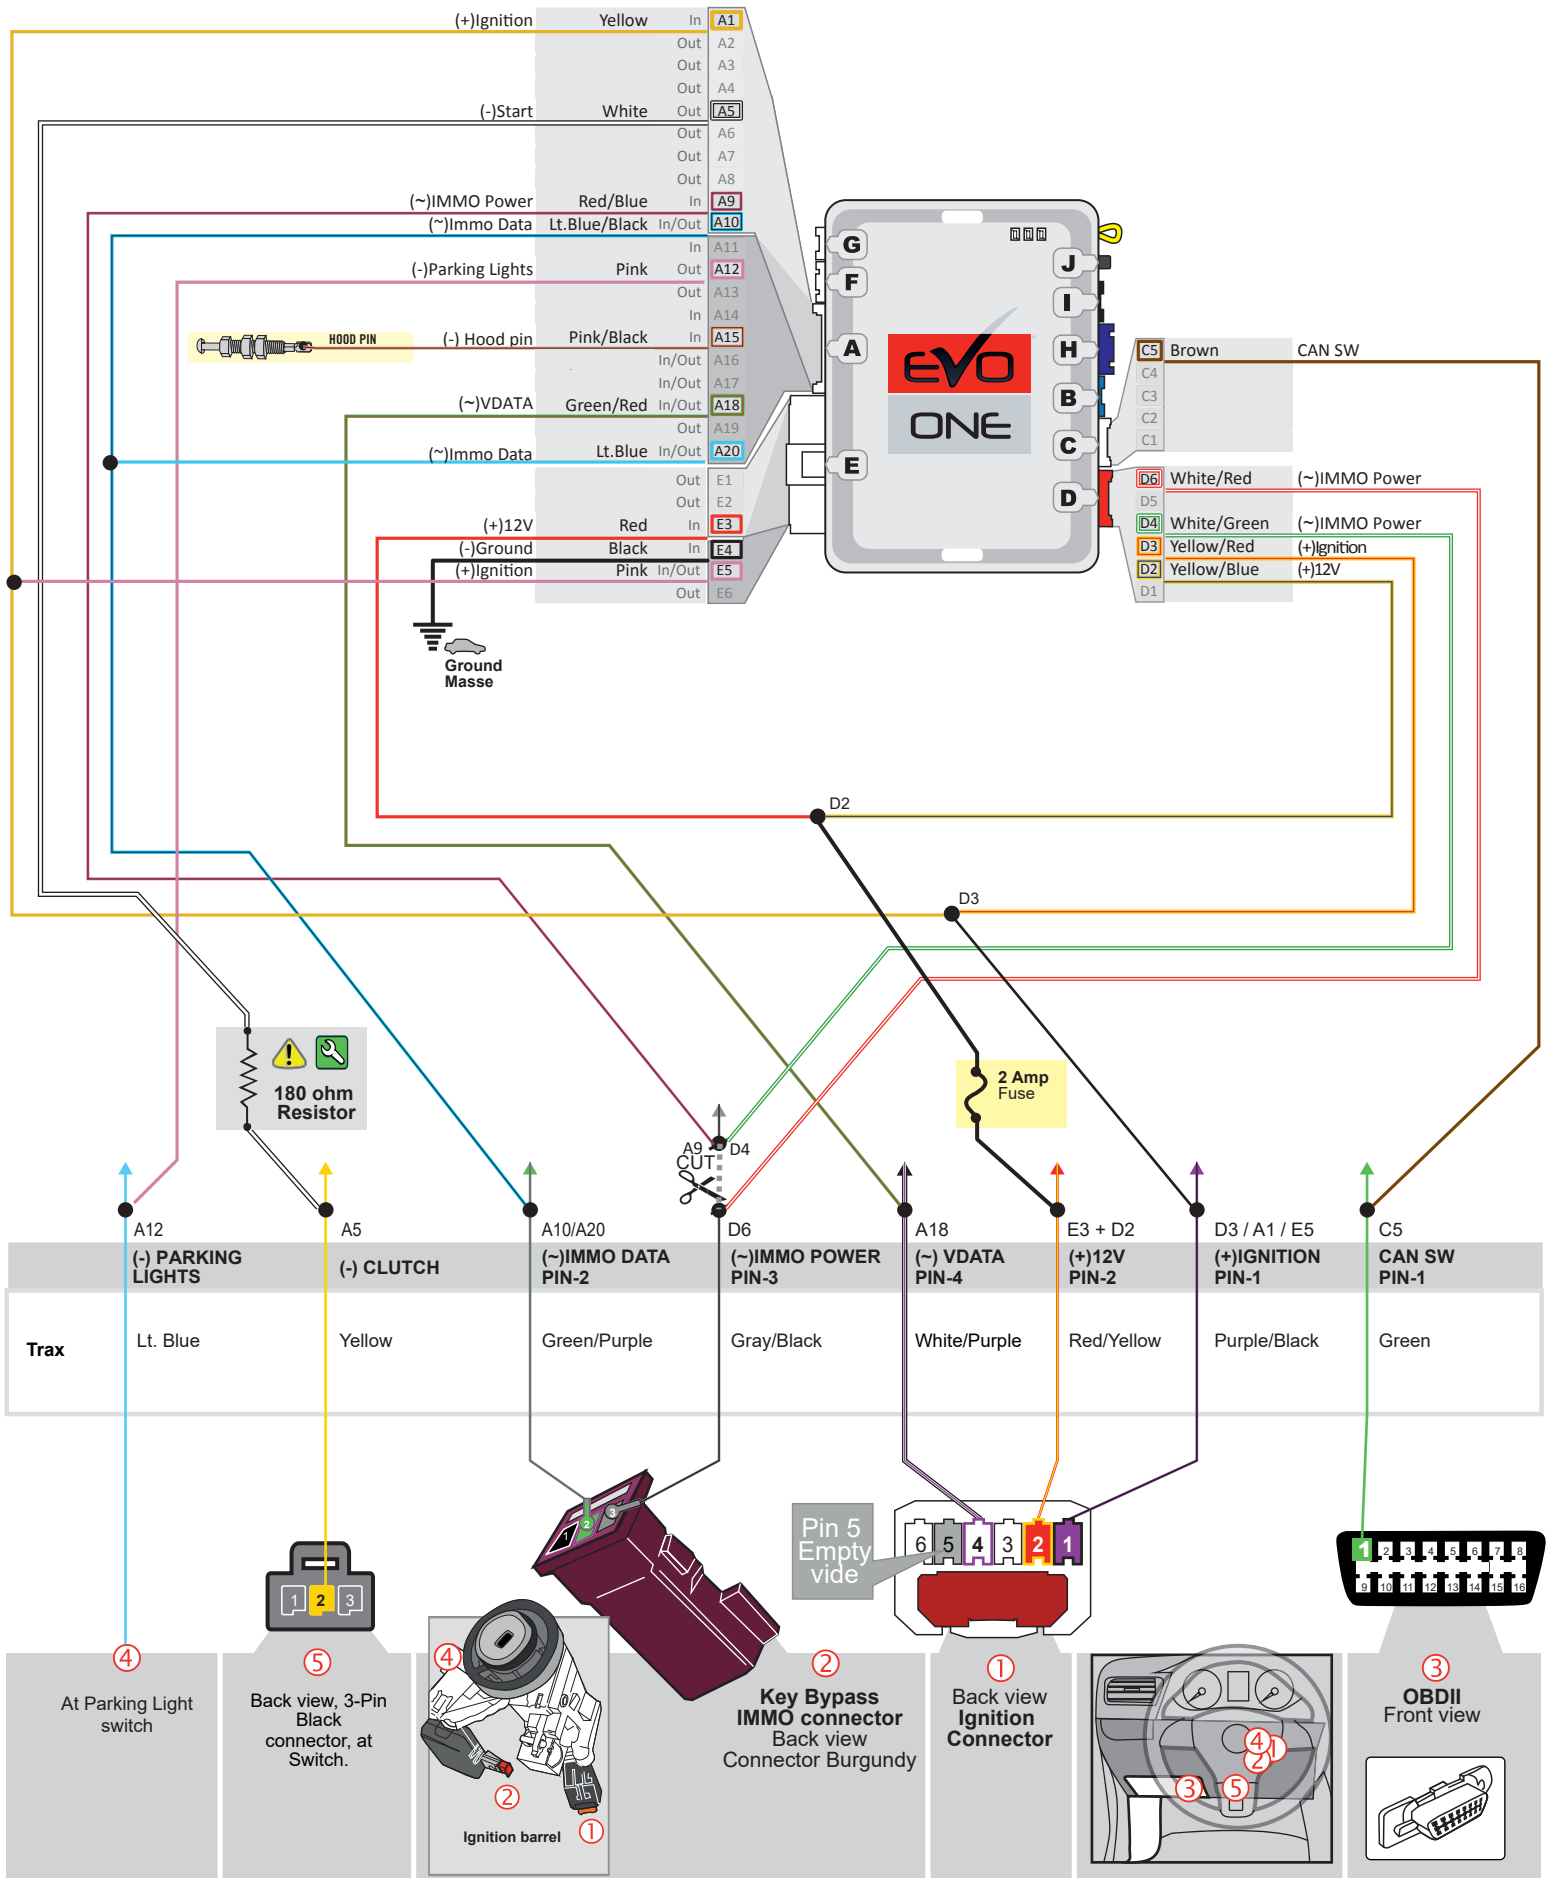 (+)Ignition Yellow In A1
Out A2
Out A3
Out A4
(-)Start White Out A5
Out A6
Out A7
Out A8
(~)IMMO Power Red/Blue In A9
(~)Immo Data Lt.Blue/Black In/Out A10
In A11
(-)Parking Lights Pink Out A12
Out A13
In A14
HOOD PIN (-) Hood pin Pink/Black In A15
In/Out A16
In/Out A17
(~)VDATA Green/Red In/Out A18
Out A19
(~)Immo Data Lt.Blue In/Out A20
Out E1
Out E2
(+)12V Red In E3
(-)Ground Black In E4
(+)Ignition Pink In/Out E5
Out E6
Ground
Masse
G
F
A
E
J
I
H
B
C
D
EVO
ONE
C5 Brown CAN SW
C4
C3
C2
C1
D6 White/Red (~)IMMO Power
D5
D4 White/Green (~)IMMO Power
D3 Yellow/Red (+)Ignition
D2 Yellow/Blue (+)12V
D1
D2
D3
180 ohm
Resistor
2 Amp
Fuse
A9 D4
CUT
A12 A5 A10/A20 D6 A18 E3 + D2 D3 / A1 / E5 C5
(-) PARKING
LIGHTS
(-) CLUTCH
(~)IMMO DATA
PIN-2
(~)IMMO POWER
PIN-3
(~) VDATA
PIN-4
(+)12V
PIN-2
(+)IGNITION
PIN-1
CAN SW
PIN-1
Trax Lt. Blue Yellow Green/Purple Gray/Black White/Purple Red/Yellow Purple/Black Green
1 2 3
1 2 3
Pin 5
Empty
vide
6 5 4 3 2 1
1 2 3 4 5 6 7 8
9 10 11 12 13 14 15 16
4
At Parking Light
switch
5
Back view, 3-Pin
Black
connector, at
Switch.
4
2
1
Ignition barrel
2
Key Bypass
IMMO connector
Back view
Connector Burgundy
1
Back view
Ignition
Connector
4
1
2
3
5
3
OBDII
Front view